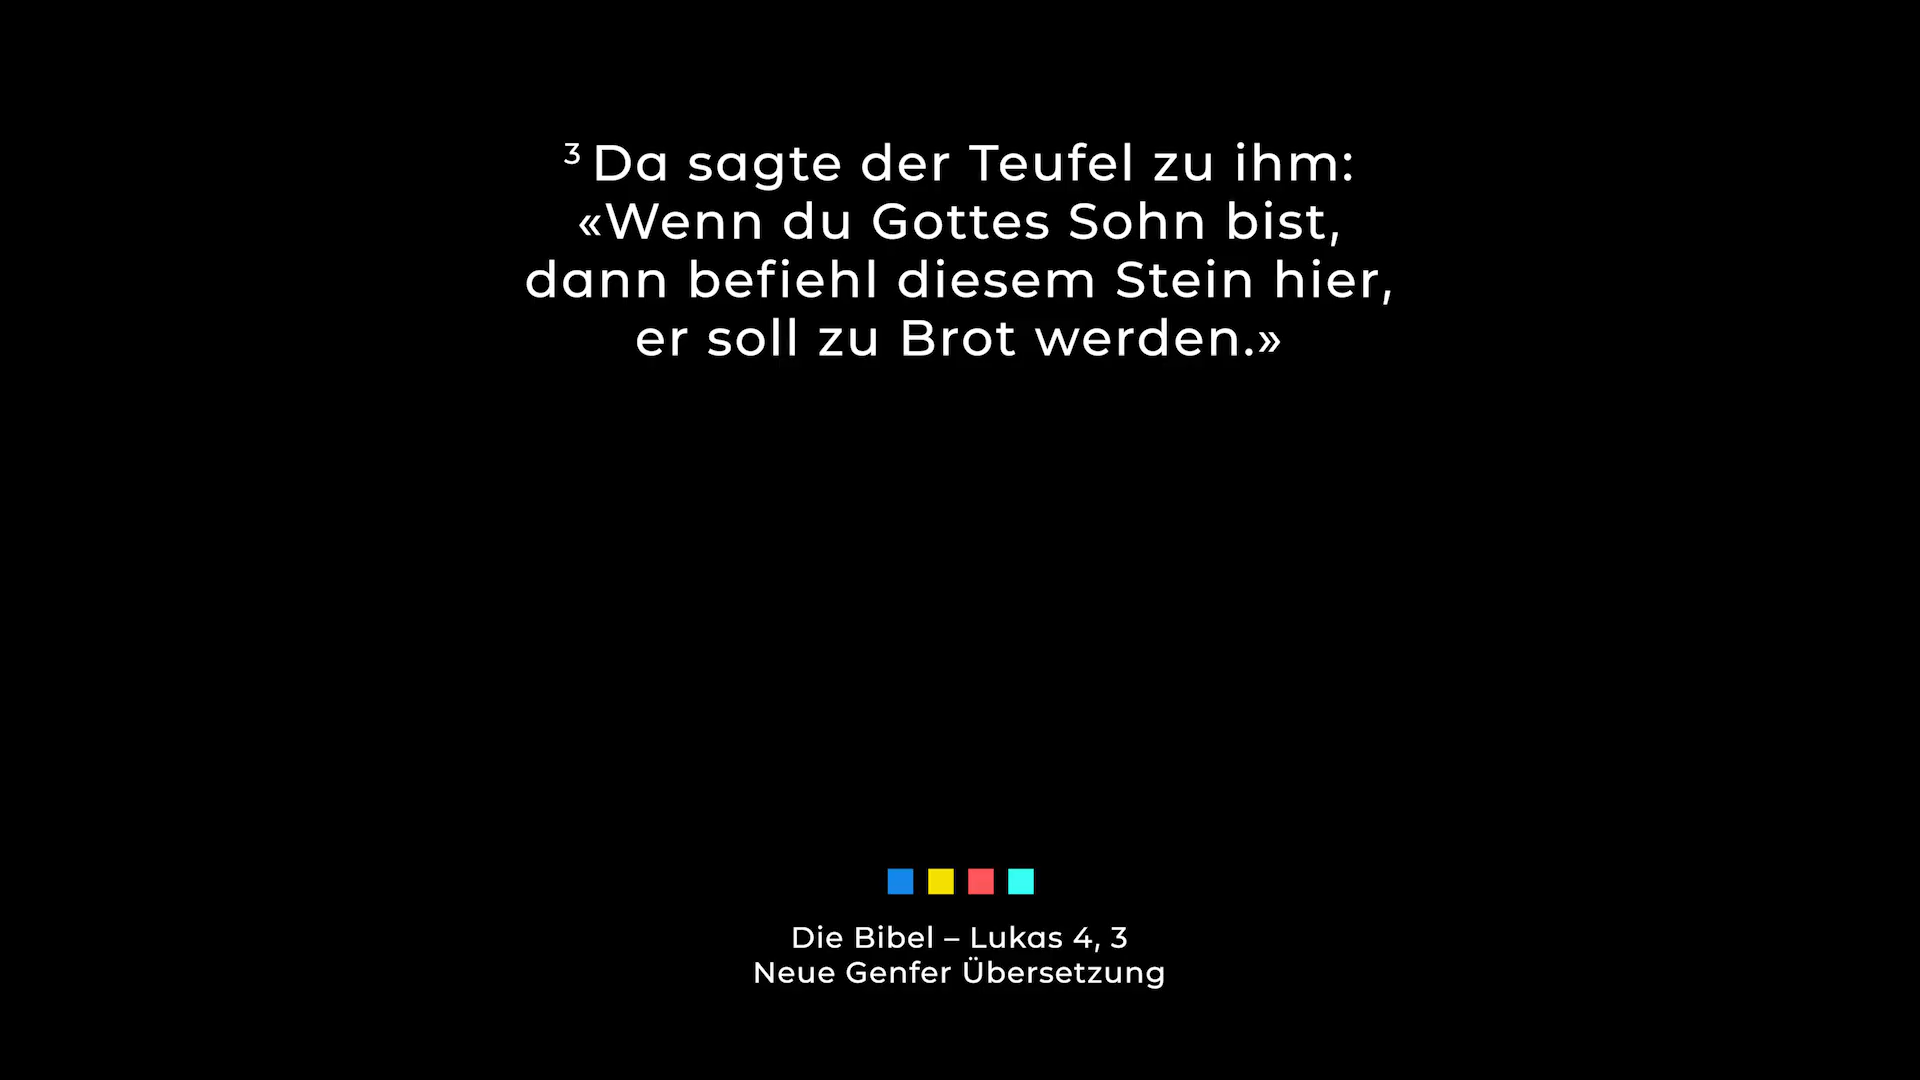 ³ Da sagte der Teufel zu ihm:
«Wenn du Gottes Sohn bist,
dann befiehl diesem Stein hier,
er soll zu Brot werden.»
Die Bibel – Lukas 4, 3
Neue Genfer Übersetzung